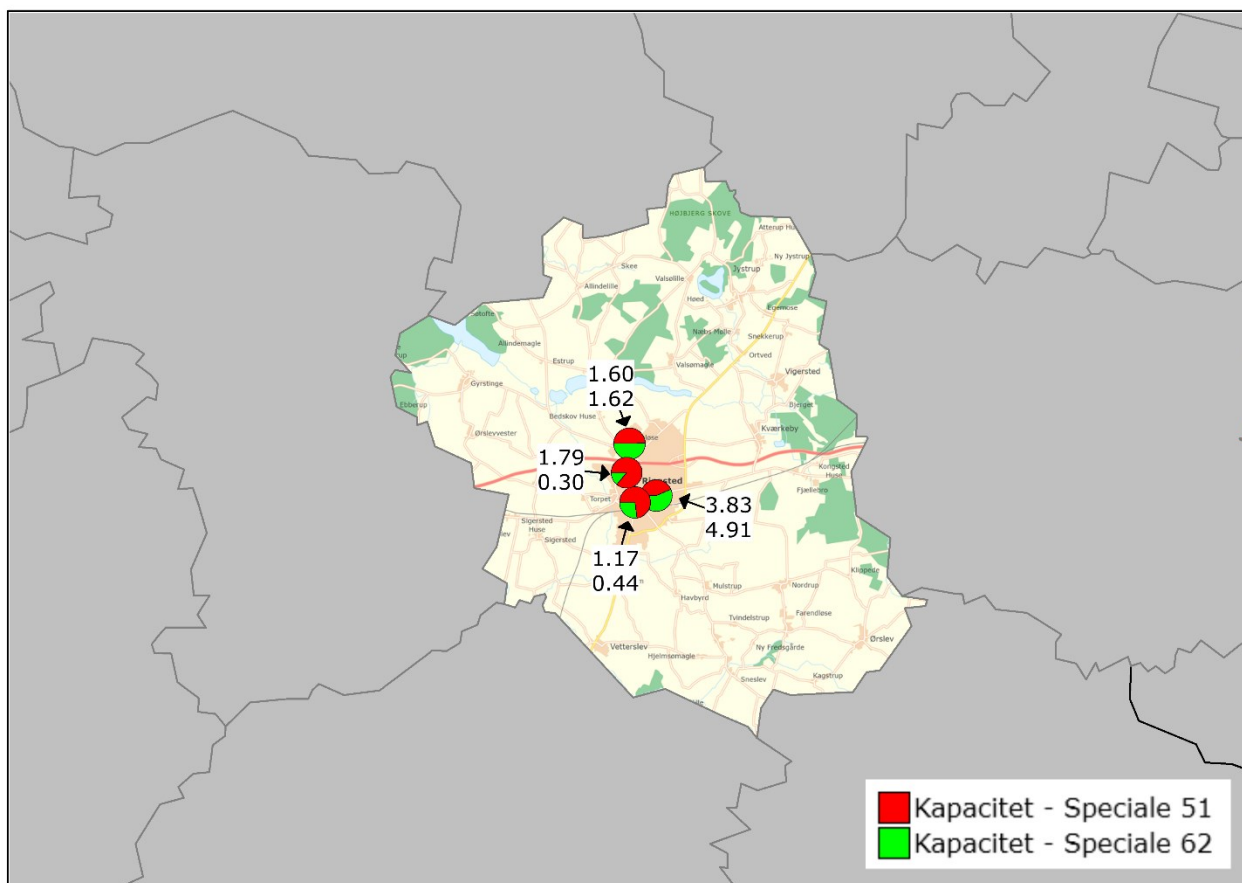 HØJBJERG SKOVE
Atterup Hu
Ny Jystrup
Skee
Jystrup
Valsølille
Allindelille
Høed
Egemose
Søtofte
Næbs Mølle
Snekkerup
Allindemagle
Ortved
Estrup
Valsømagle
Vigersted
Gyrstinge
1.60
1.62
Ebberup
Bjerget
Bedskov Huse
Kværkeby
Ørslevvester
1.79
0.30
Kongsted
Huse
Torpet
Fjællebro
3.83
4.91
Sigersted
Huse
Sigersted
1.17
0.44
Kllopede
Mulstrup
Nordrup
Havbyrd
Farendløse
Tvindelstrup
Ørslev
Vetterslev
Ny Fredsgårde
Hjelmsømagle
Sneslev
Kagstrup
Kapacitet - Speciale 51
Kapacitet - Speciale 62